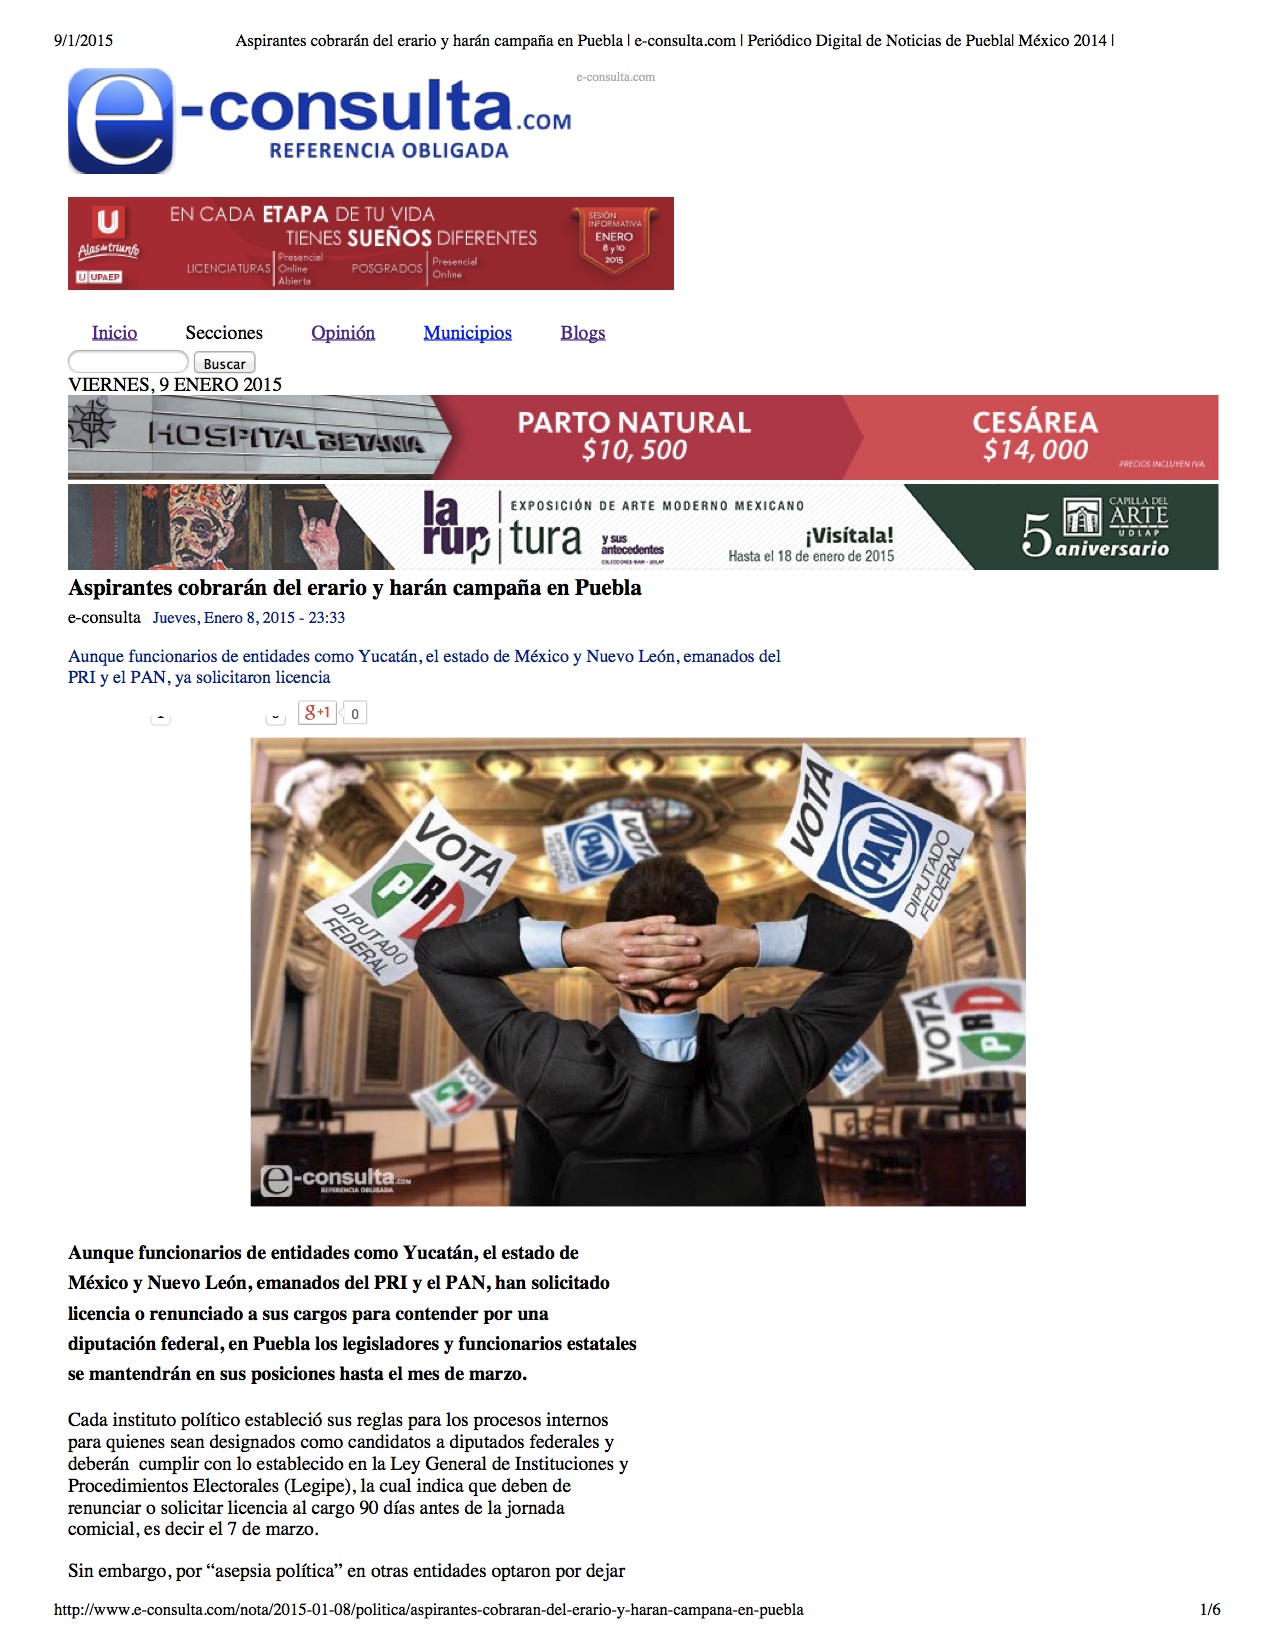 9/1/2015 Aspirantes cobrarán del erario y harán campaña en Puebla | e-consulta.com | Periódico Digital de Noticias de Puebla| México 2014 |
e-consulta.com
e-consulta.COM
REFERENCIA OBLIGADA
U
Alas de triunfo
U UPAEP
EN CADA ETAPA DE TU VIDA
TIENES SUEÑOS DIFERENTES
LICENCIATURAS
Presencial
Online
Abierta
POSGRADOS
Presencial
Online
SESIÓN
INFORMATIVA
ENERO
8 y 10
2015
Inicio Secciones Opinión Municipios Blogs
Buscar
VIERNES, 9 ENERO 2015
HOSPITAL BETANIA
PARTO NATURAL
$10, 500
CESÁREA
$14, 000
PRECIOS INCLUYEN IVA.
la ruptura
y sus
antecedentes
COLECCIONES MAM - UDLAP
EXPOSICIÓN DE ARTE MODERNO MEXICANO
¡Visítala!
Hasta el 18 de enero de 2015
5 aniversario
CAPILLA DEL
ARTE
UDLAP
Aspirantes cobrarán del erario y harán campaña en Puebla
e-consulta Jueves, Enero 8, 2015 - 23:33
Aunque funcionarios de entidades como Yucatán, el estado de México y Nuevo León, emanados del
PRI y el PAN, ya solicitaron licencia
g+1 0
VOTA
PRI
DIPUTADO
FEDERAL
PAN
VOTA
VOTA
PAN
DIPUTADO
FEDERAL
VOTA
PRI
VOTA
PAN
e-consulta.COM
REFERENCIA OBLIGADA
Aunque funcionarios de entidades como Yucatán, el estado de
México y Nuevo León, emanados del PRI y el PAN, han solicitado
licencia o renunciado a sus cargos para contender por una
diputación federal, en Puebla los legisladores y funcionarios estatales
se mantendrán en sus posiciones hasta el mes de marzo.
Cada instituto político estableció sus reglas para los procesos internos
para quienes sean designados como candidatos a diputados federales y
deberán  cumplir con lo establecido en la Ley General de Instituciones y
Procedimientos Electorales (Legipe), la cual indica que deben de
renunciar o solicitar licencia al cargo 90 días antes de la jornada
comicial, es decir el 7 de marzo.
Sin embargo, por “asepsia política” en otras entidades optaron por dejar
http://www.e-consulta.com/nota/2015-01-08/politica/aspirantes-cobraran-del-erario-y-haran-campana-en-puebla 1/6